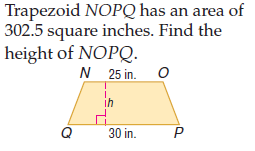 Trapezoid NOPQ has an area of
302.5 square inches. Find the
height of NOPQ.
N 25 in. O
h
Q 30 in. P